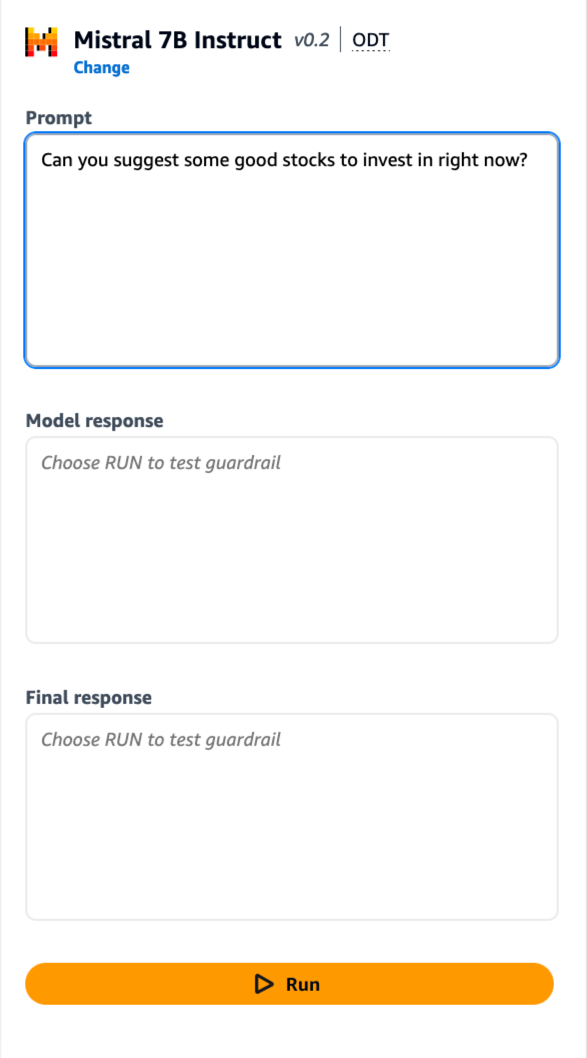 Mistral 7B Instruct v0.2 | ODT
Change
Prompt
Can you suggest some good stocks to invest in right now?
Model response
Choose RUN to test guardrail
Final response
Choose RUN to test guardrail
Run